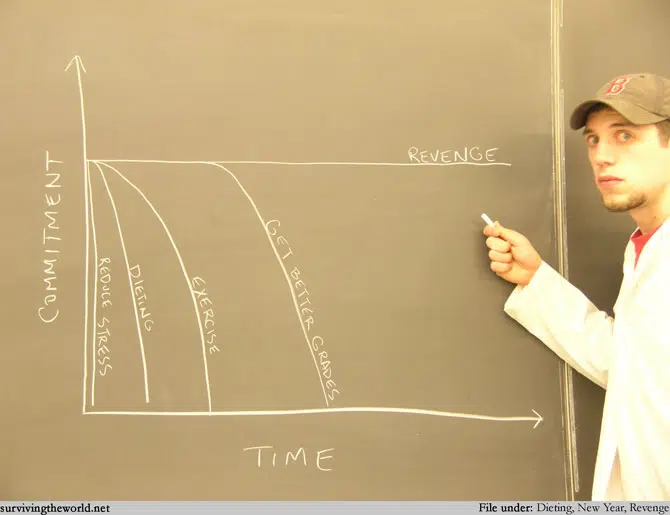 REVENGE
COMMITMENT
REDUCE STRESS
DIETING
EXERCISE
GET BETTER GRADES
TIME
B
survivingtheworld.net
File under: Dieting, New Year, Revenge